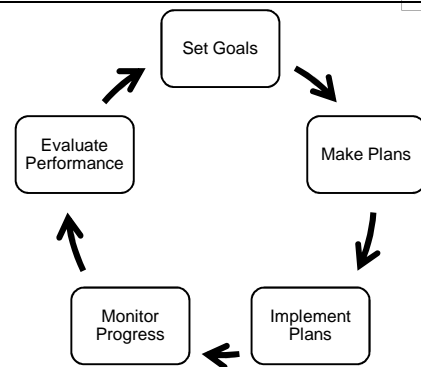 Set Goals
Make Plans
Implement
Plans
Monitor
Progress
Evaluate
Performance